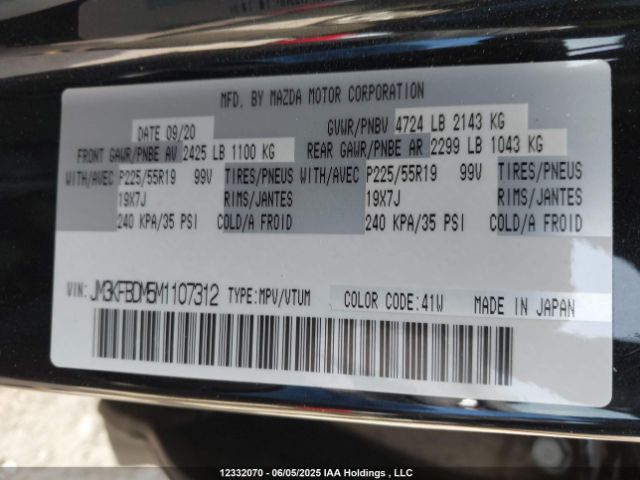 MFD. BY MAZDA MOTOR CORPORATION
DATE 09/20 GVWR/PNBV 4724 LB 2143 KG
FRONT GAWR/PNBE AV 2425 LB 1100 KG REAR GAWR/PNBE AR 2299 LB 1043 KG
WITH/AVEC P225/55R19 99V TIRES/PNEUS WITH/AVEC P225/55R19 99V TIRES/PNEUS
19X7J RIMS/JANTES 19X7J RIMS/JANTES
240 KPA/35 PSI COLD/A FROID 240 KPA/35 PSI COLD/A FROID
VIN: JM3KFBDM5M1107312 TYPE:MPV/VTUM COLOR CODE:41W MADE IN JAPAN
12332070 - 06/05/2025 IAA Holdings , LLC